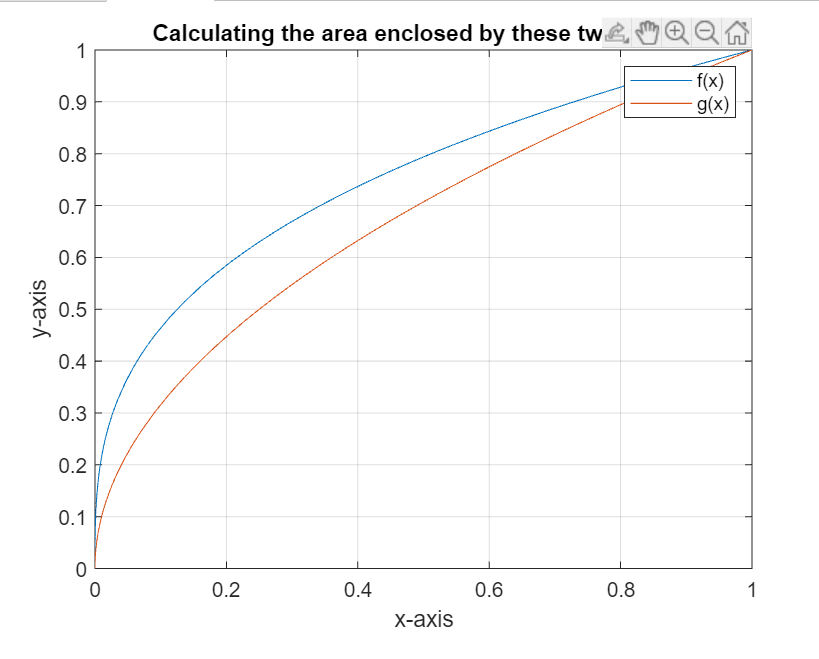 Calculating the area enclosed by these tw
f(x)
g(x)
1
0.9
0.8
0.7
0.6
0.5
0.4
0.3
0.2
0.1
0
y-axis
0 0.2 0.4 0.6 0.8 1
x-axis